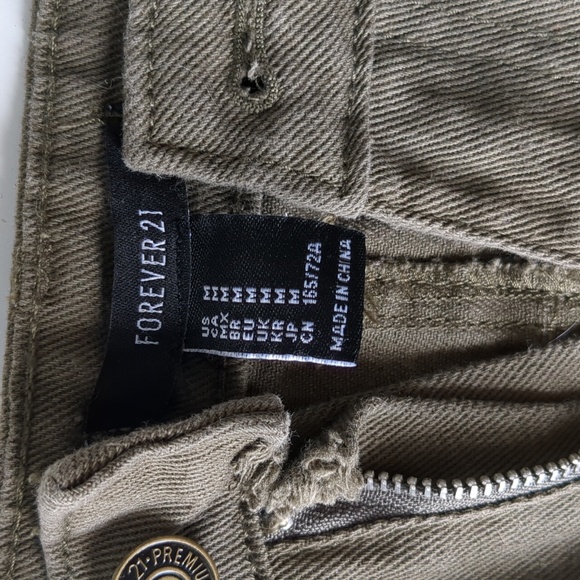 FOREVER 21
US M
CA M
MX M
BR M
EU M
UK M
KR M
JP M
CN 165/72A
MADE IN CHINA
21·PREMIU